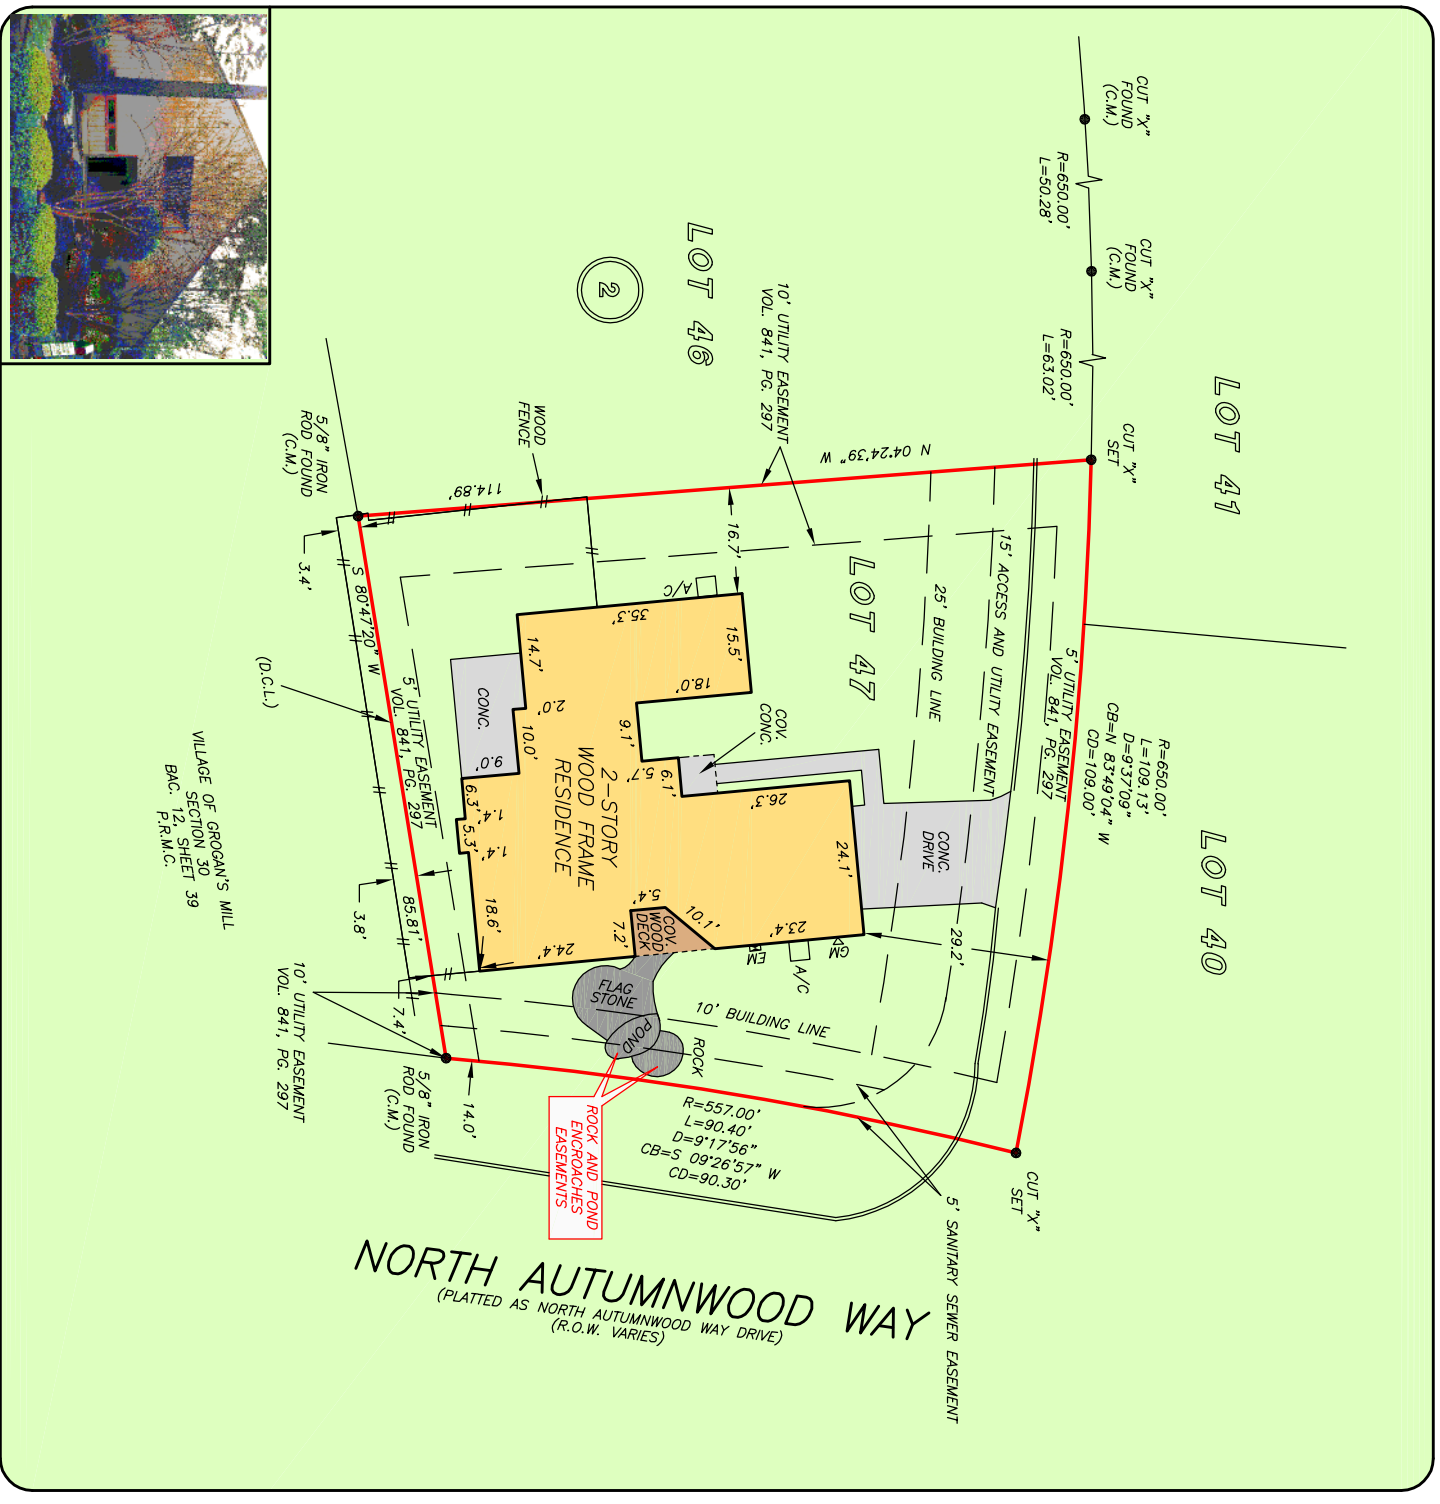 CUT "X"
FOUND
(C.M.)
R=650.00'
L=50.28'
CUT "X"
FOUND
(C.M.)
R=650.00'
L=63.02'
CUT "X"
SET
LOT 41
LOT 40
LOT 46
2
10' UTILITY EASEMENT
VOL. 841, PG. 297
N 04°24'39" W
114.89'
WOOD
FENCE
5/8" IRON
ROD FOUND
(C.M.)
3.4'
S 80°47'20" W
85.81'
(D.C.L.)
5' UTILITY EASEMENT
VOL. 841, PG. 297
VILLAGE OF GROGAN'S MILL
SECTION 30
BAC. 12, SHEET 39
P.R.M.C.
3.8'
7.4'
10' UTILITY EASEMENT
VOL. 841, PG. 297
5/8" IRON
ROD FOUND
(C.M.)
14.0'
LOT 47
16.7'
15' ACCESS AND UTILITY EASEMENT
25' BUILDING LINE
5' UTILITY EASEMENT
VOL. 841, PG. 297
R=650.00'
L=109.13'
D=9°37'09"
CB=N 83°49'04" W
CD=109.00'
A/C
35.3'
15.5'
18.0'
9.1'
5.7'
6.1'
COV.
CONC.
26.3'
24.1'
23.4'
10.1'
5.4'
7.2'
24.4'
18.6'
1.4'
5.3'
1.4'
6.3'
9.0'
10.0'
2.0'
14.7'
CONC.
2-STORY
WOOD FRAME
RESIDENCE
COV.
WOOD
DECK
CONC.
DRIVE
29.2'
GM
EM
A/C
10' BUILDING LINE
FLAG
STONE
POND
ROCK
ROCK AND POND
ENCROACHES
EASEMENTS
R=557.00'
L=90.40'
D=9°17'56"
CB=S 09°26'57" W
CD=90.30'
CUT "X"
SET
5' SANITARY SEWER EASEMENT
NORTH AUTUMNWOOD WAY
(PLATTED AS NORTH AUTUMNWOOD WAY DRIVE)
(R.O.W. VARIES)